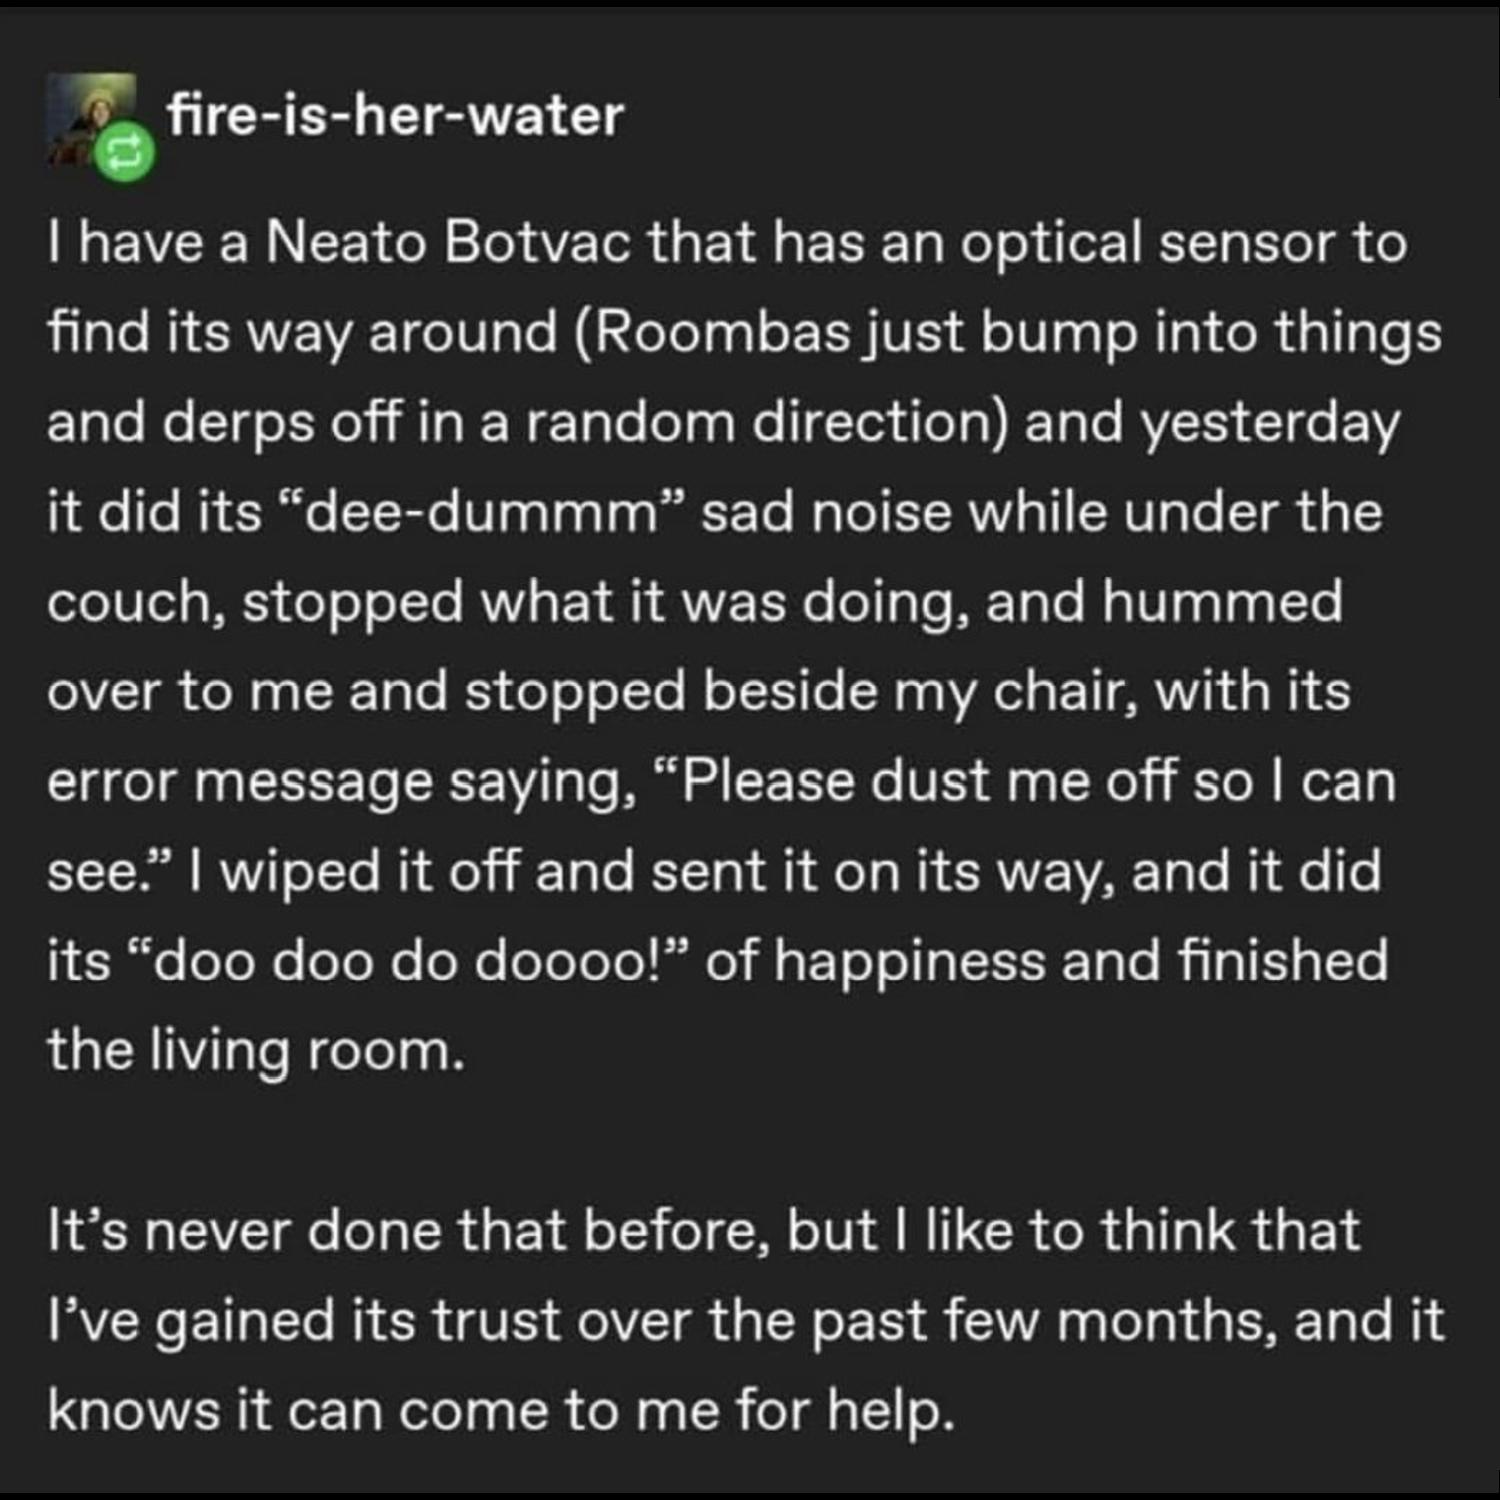 fire-is-her-water
I have a Neato Botvac that has an optical sensor to
find its way around (Roombas just bump into things
and derps off in a random direction) and yesterday
it did its “dee-dummm” sad noise while under the
couch, stopped what it was doing, and hummed
over to me and stopped beside my chair, with its
error message saying, “Please dust me off so I can
see.” I wiped it off and sent it on its way, and it did
its “doo doo do doooo!” of happiness and finished
the living room.
It’s never done that before, but I like to think that
I’ve gained its trust over the past few months, and it
knows it can come to me for help.